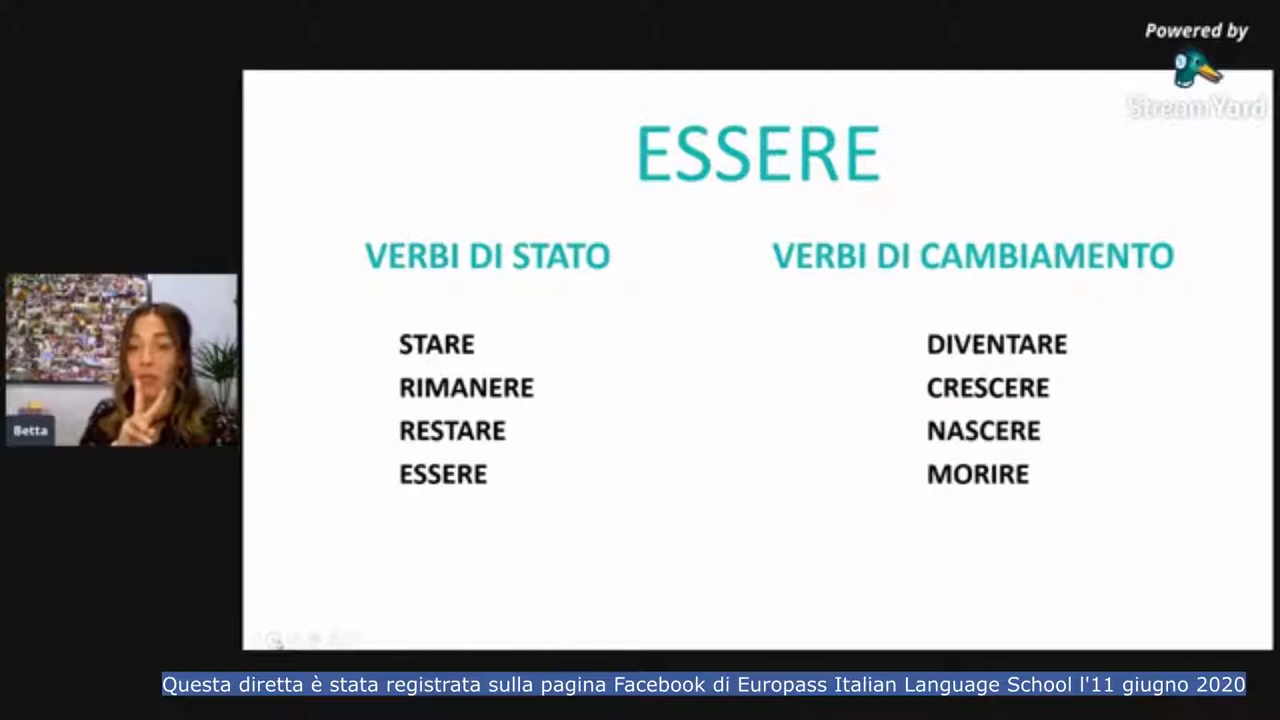 Powered by
StreamYard
ESSERE
VERBI DI STATO
VERBI DI CAMBIAMENTO
STARE
RIMANERE
RESTARE
ESSERE
DIVENTARE
CRESCERE
NASCERE
MORIRE
Betta
Questa diretta è stata registrata sulla pagina Facebook di Europass Italian Language School l'11 giugno 2020